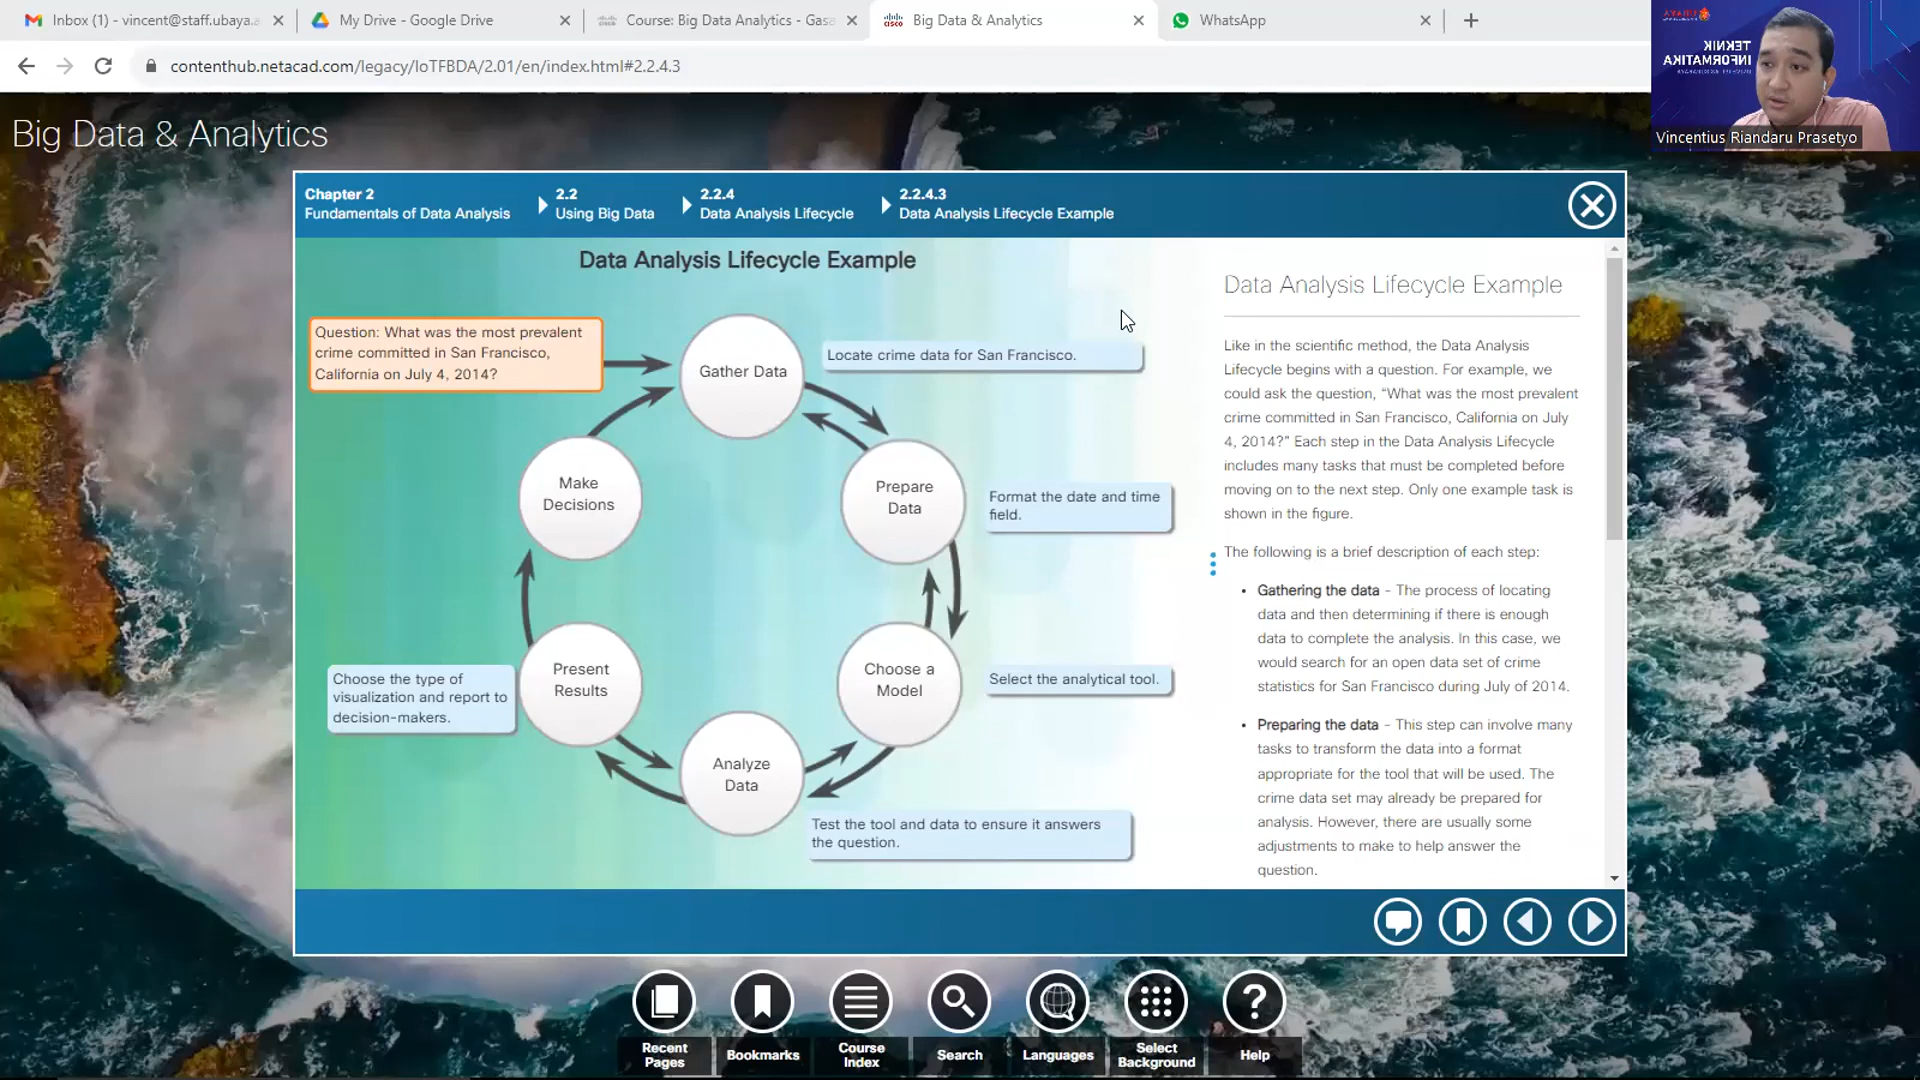 Inbox (1) - vincent@staff.ubaya.a
My Drive - Google Drive
Course: Big Data Analytics - Gasa
cisco
Big Data & Analytics
WhatsApp
contenthub.netacad.com/legacy/IoTFBDA/2.01/en/index.html#2.2.4.3
TEKNIK
INFORMATIKA
Vincentius Riandaru Prasetyo
Big Data & Analytics
Chapter 2
Fundamentals of Data Analysis
2.2
Using Big Data
2.2.4
Data Analysis Lifecycle
2.2.4.3
Data Analysis Lifecycle Example
Data Analysis Lifecycle Example
Question: What was the most prevalent
crime committed in San Francisco,
California on July 4, 2014?
Gather Data
Locate crime data for San Francisco.
Make
Decisions
Prepare
Data
Format the date and time
field.
Choose the type of
visualization and report to
decision-makers.
Present
Results
Choose a
Model
Select the analytical tool.
Analyze
Data
Test the tool and data to ensure it answers
the question.
Data Analysis Lifecycle Example
Like in the scientific method, the Data Analysis
Lifecycle begins with a question. For example, we
could ask the question, “What was the most prevalent
crime committed in San Francisco, California on July
4, 2014?” Each step in the Data Analysis Lifecycle
includes many tasks that must be completed before
moving on to the next step. Only one example task is
shown in the figure.
The following is a brief description of each step:
• Gathering the data - The process of locating
data and then determining if there is enough
data to complete the analysis. In this case, we
would search for an open data set of crime
statistics for San Francisco during July of 2014.
• Preparing the data - This step can involve many
tasks to transform the data into a format
appropriate for the tool that will be used. The
crime data set may already be prepared for
analysis. However, there are usually some
adjustments to make to help answer the
question.
Recent
Pages
Bookmarks
Course
Index
Search
Languages
Select
Background
?
Help